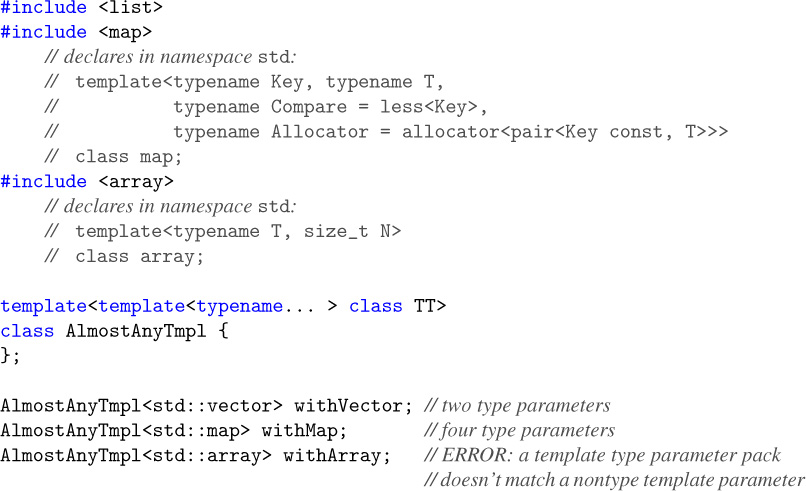 #include <list>
#include <map>
// declares in namespace std:
// template<typename Key, typename T,
// typename Compare = less<Key>,
// typename Allocator = allocator<pair<Key const, T>>>
// class map;
#include <array>
// declares in namespace std:
// template<typename T, size_t N>
// class array;
template<template<typename... > class TT>
class AlmostAnyTmpl {
};
AlmostAnyTmpl<std::vector> withVector; // two type parameters
AlmostAnyTmpl<std::map> withMap; // four type parameters
AlmostAnyTmpl<std::array> withArray; // ERROR: a template type parameter pack
// doesn't match a nontype template parameter